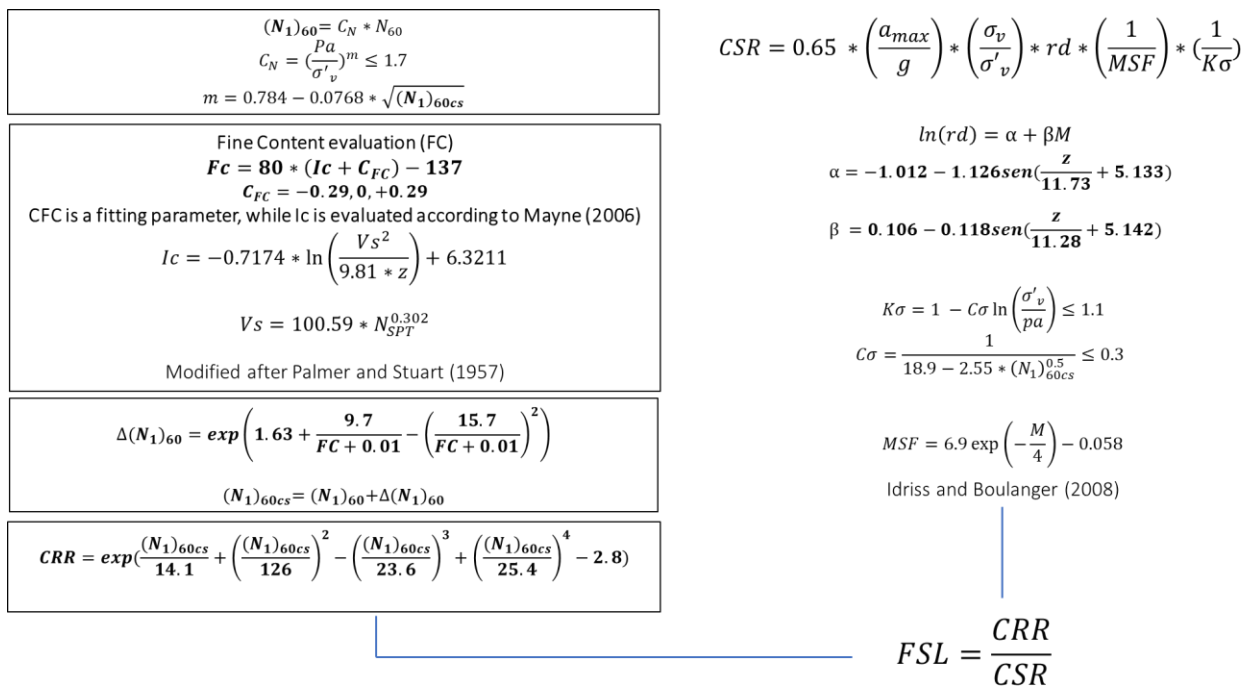 (N₁)₆₀= C_N * N₆₀
C_N = (Pa/σ'ᵥ)^m ≤ 1.7
m = 0.784 − 0.0768 * √(N₁)₆₀cs
Fine Content evaluation (FC)
Fc = 80 * (Ic + C_FC) − 137
C_FC = −0.29, 0, +0.29
CFC is a fitting parameter, while Ic is evaluated according to Mayne (2006)
Ic = −0.7174 * ln(Vs²/(9.81 * z)) + 6.3211
Vs = 100.59 * N_SPT^0.302
Modified after Palmer and Stuart (1957)
Δ(N₁)₆₀ = exp(1.63 + 9.7/(FC + 0.01) − (15.7/(FC + 0.01))²)
(N₁)₆₀cs= (N₁)₆₀+Δ(N₁)₆₀
CRR = exp((N₁)₆₀cs/14.1 + ((N₁)₆₀cs/126)² − ((N₁)₆₀cs/23.6)³ + ((N₁)₆₀cs/25.4)⁴ − 2.8)
CSR = 0.65 * (a_max/g) * (σᵥ/σ'ᵥ) * rd * (1/MSF) * (1/Kσ)
ln(rd) = α + βM
α = −1.012 − 1.126sen(z/11.73 + 5.133)
β = 0.106 − 0.118sen(z/11.28 + 5.142)
Kσ = 1 − Cσ ln(σ'ᵥ/pa) ≤ 1.1
Cσ = 1/(18.9 − 2.55 * (N₁)₆₀cs^0.5) ≤ 0.3
MSF = 6.9 exp(−M/4) − 0.058
Idriss and Boulanger (2008)
FSL = CRR/CSR